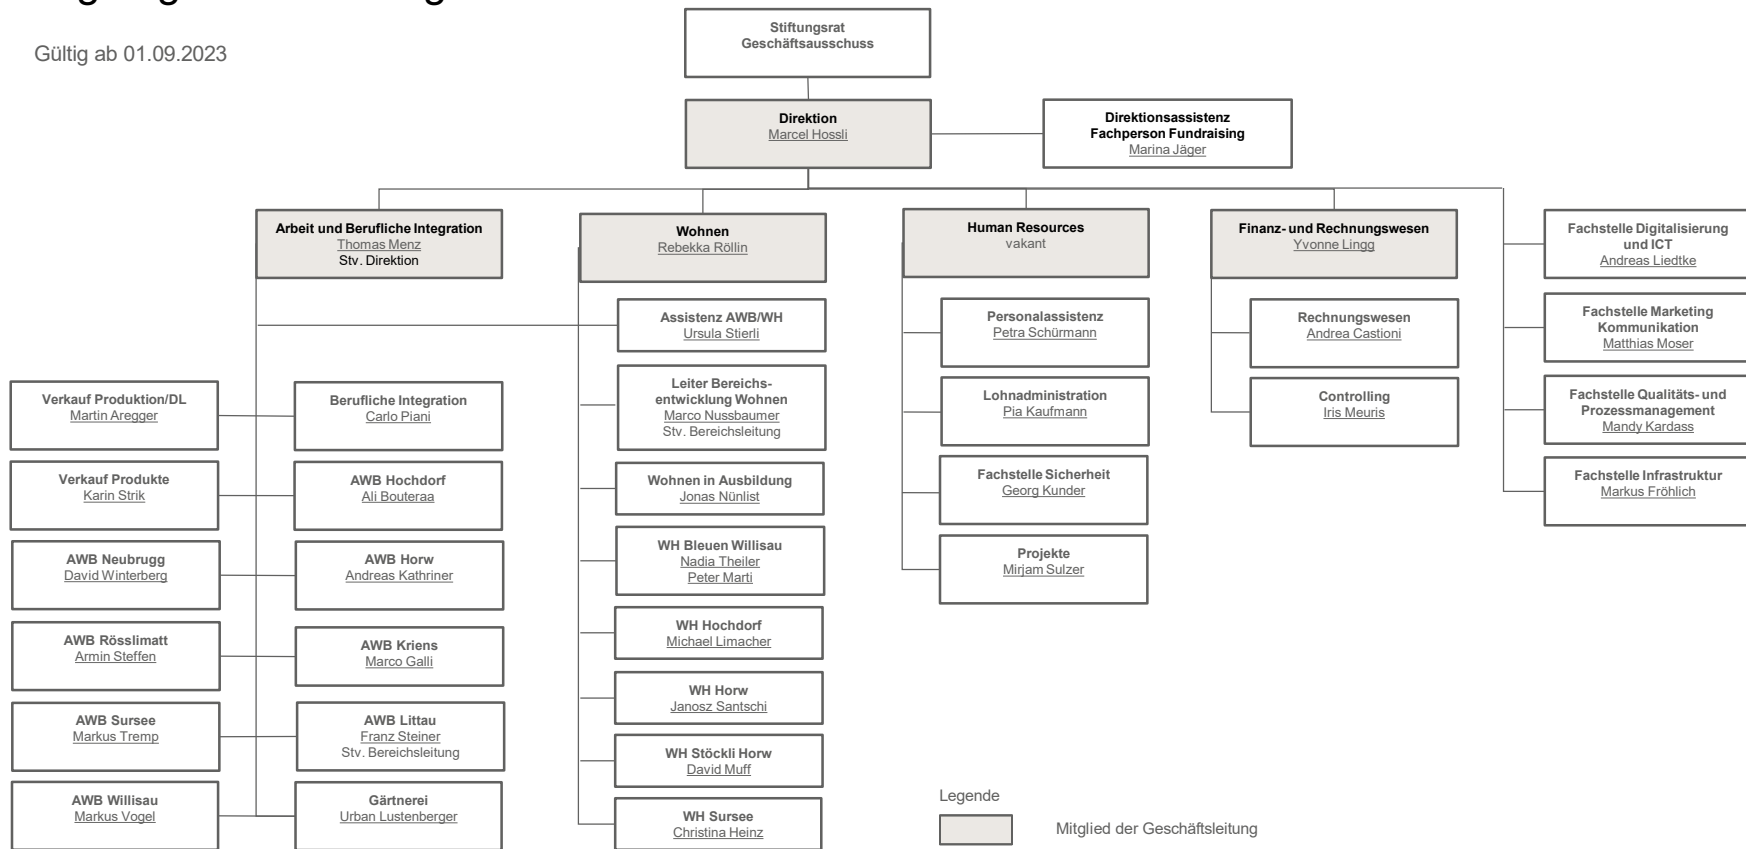 Gültig ab 01.09.2023
Stiftungsrat
Geschäftsausschuss
Direktion
Marcel Hossli
Direktionsassistenz
Fachperson Fundraising
Marina Jäger
Arbeit und Berufliche Integration
Thomas Menz
Stv. Direktion
Wohnen
Rebekka Röllin
Human Resources
vakant
Finanz- und Rechnungswesen
Yvonne Lingg
Fachstelle Digitalisierung
und ICT
Andreas Liedtke
Assistenz AWB/WH
Ursula Stierli
Personalassistenz
Petra Schürmann
Rechnungswesen
Andrea Castioni
Fachstelle Marketing
Kommunikation
Matthias Moser
Verkauf Produktion/DL
Martin Aregger
Berufliche Integration
Carlo Piani
Leiter Bereichs-
entwicklung Wohnen
Marco Nussbaumer
Stv. Bereichsleitung
Lohnadministration
Pia Kaufmann
Controlling
Iris Meuris
Fachstelle Qualitäts- und
Prozessmanagement
Mandy Kardass
Verkauf Produkte
Karin Strik
AWB Hochdorf
Ali Bouteraa
Wohnen in Ausbildung
Jonas Nünlist
Fachstelle Sicherheit
Georg Kunder
Fachstelle Infrastruktur
Markus Fröhlich
AWB Neubrugg
David Winterberg
AWB Horw
Andreas Kathriner
WH Bleuen Willisau
Nadia Theiler
Peter Marti
Projekte
Mirjam Sulzer
AWB Rösslimatt
Armin Steffen
AWB Kriens
Marco Galli
WH Hochdorf
Michael Limacher
WH Horw
Janosz Santschi
AWB Sursee
Markus Tremp
AWB Littau
Franz Steiner
Stv. Bereichsleitung
WH Stöckli Horw
David Muff
AWB Willisau
Markus Vogel
Gärtnerei
Urban Lustenberger
WH Sursee
Christina Heinz
Legende
Mitglied der Geschäftsleitung